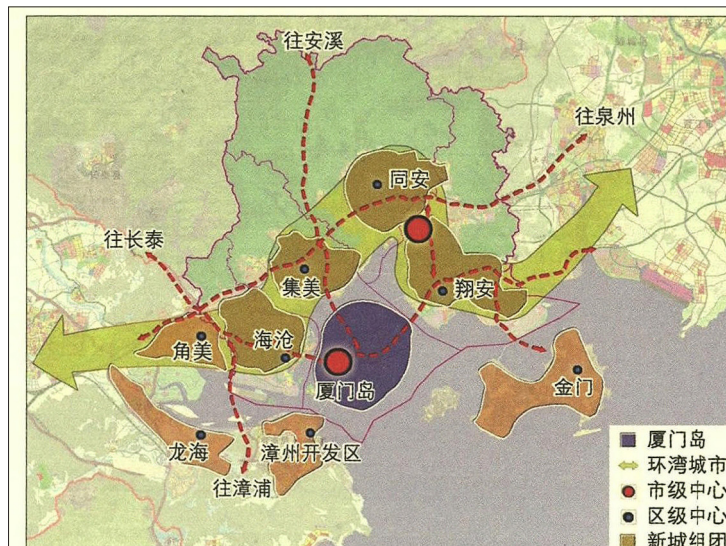 往安溪
往泉州
同安
往长泰
集美
翔安
海沧
角美
厦门岛
金门
龙海
漳州开发区
往漳浦
厦门岛
环湾城市
市级中心
区级中心
新城组团